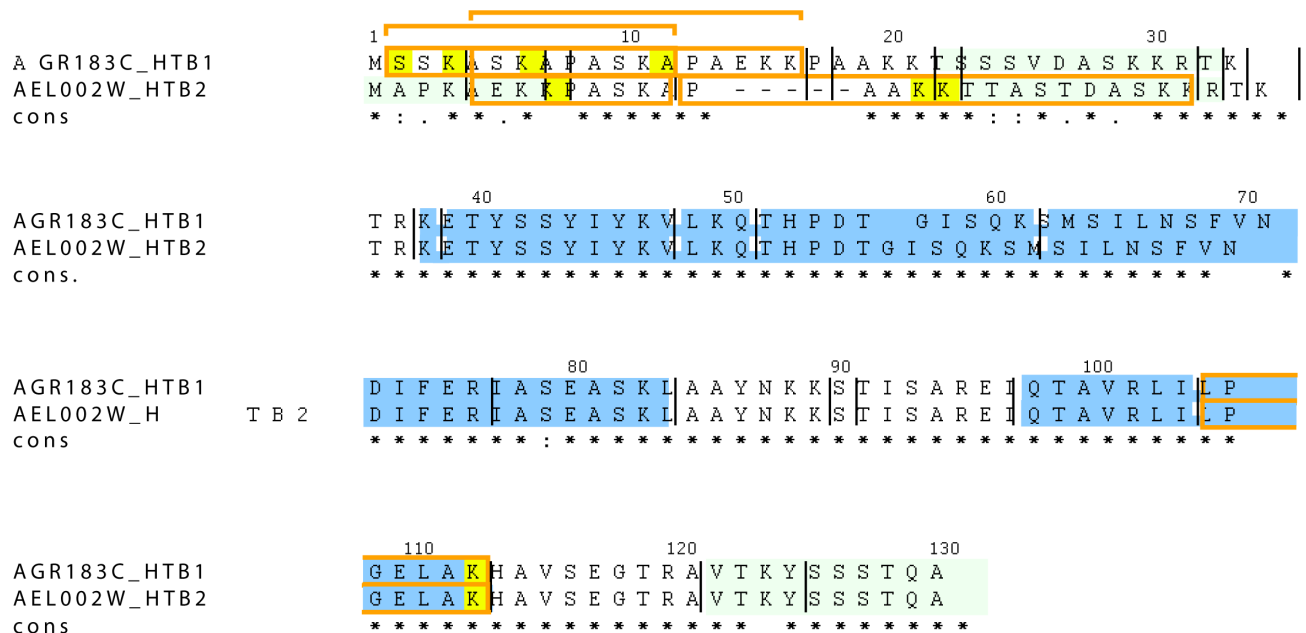 1 10 20 30
A GR183C_HTB1 M S S K A S K A P A S K A P A E K K P A A K K T S S S V D A S K K R T K
AEL002W_HTB2 M A P K A E K K P A S K A P - - - - - A A K K T T A S T D A S K K R T K
cons * : . * * . * * * * * * * * * * * * : : * . * . * * * * * *
40 50 60 70
AGR183C_HTB1 T R K E T Y S S Y I Y K V L K Q T H P D T G I S Q K S M S I L N S F V N
AEL002W_HTB2 T R K E T Y S S Y I Y K V L K Q T H P D T G I S Q K S M S I L N S F V N
cons. * * * * * * * * * * * * * * * * * * * * * * * * * * * * * * * * * *
80 90 100
AGR183C_HTB1 D I F E R I A S E A S K L A A Y N K K S T I S A R E I Q T A V R L I L P
AEL002W_H T B 2 D I F E R I A S E A S K L A A Y N K K S T I S A R E I Q T A V R L I L P
cons * * * * * * * : * * * * * * * * * * * * * * * * * * * * * * * * * *
110 120 130
AGR183C_HTB1 G E L A K H A V S E G T R A V T K Y S S S T Q A
AEL002W_HTB2 G E L A K H A V S E G T R A V T K Y S S S T Q A
cons * * * * * * * * * * * * * * * * * * * * * * *